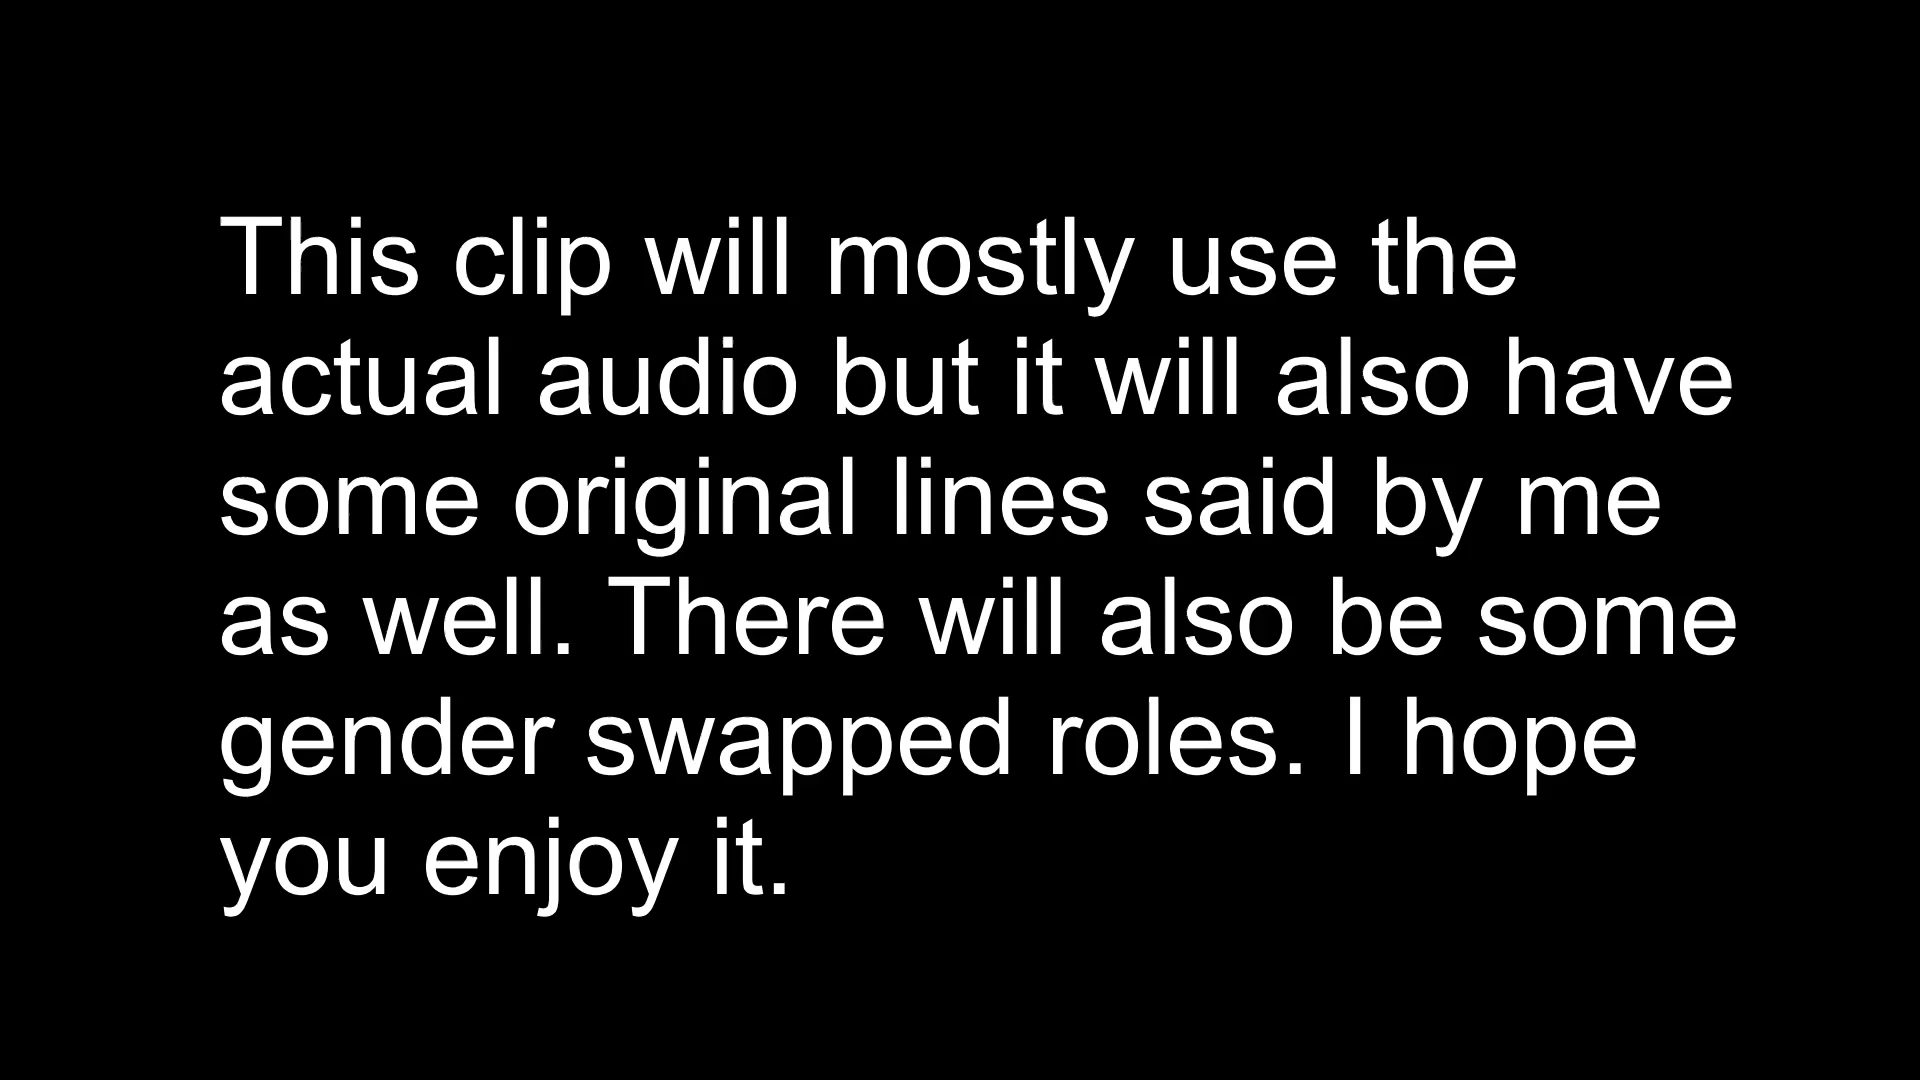 This clip will mostly use the
actual audio but it will also have
some original lines said by me
as well. There will also be some
gender swapped roles. I hope
you enjoy it.